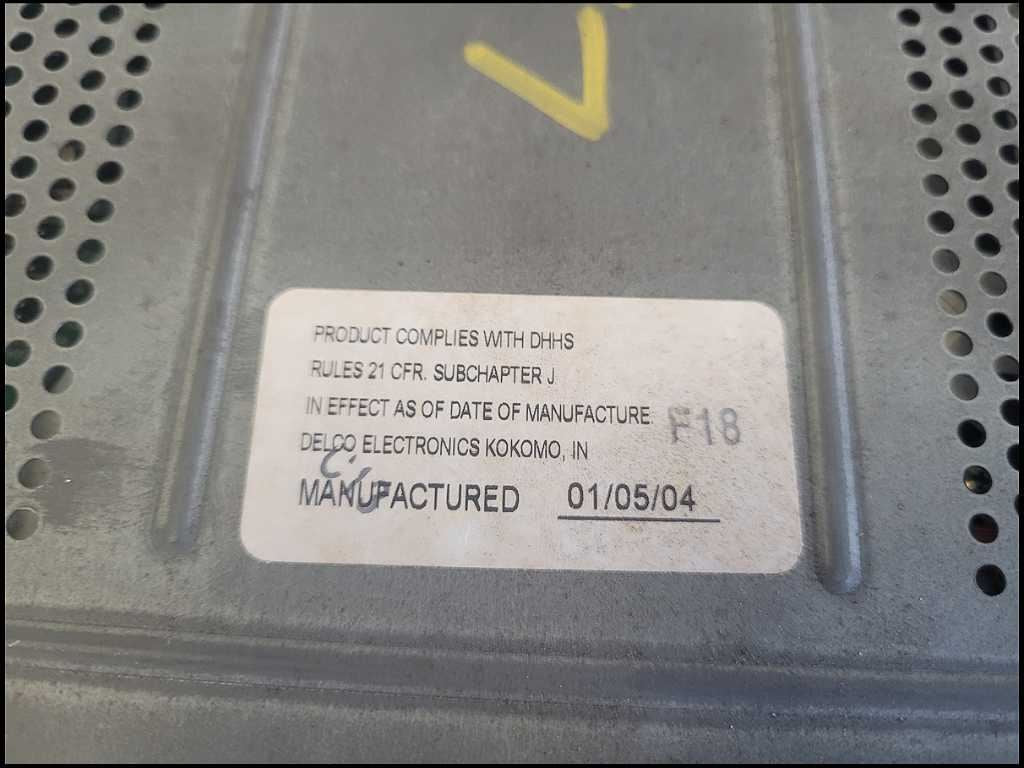 PRODUCT COMPLIES WITH DHHS
RULES 21 CFR. SUBCHAPTER J
IN EFFECT AS OF DATE OF MANUFACTURE.
F18
DELCO ELECTRONICS KOKOMO, IN
MANUFACTURED 01/05/04